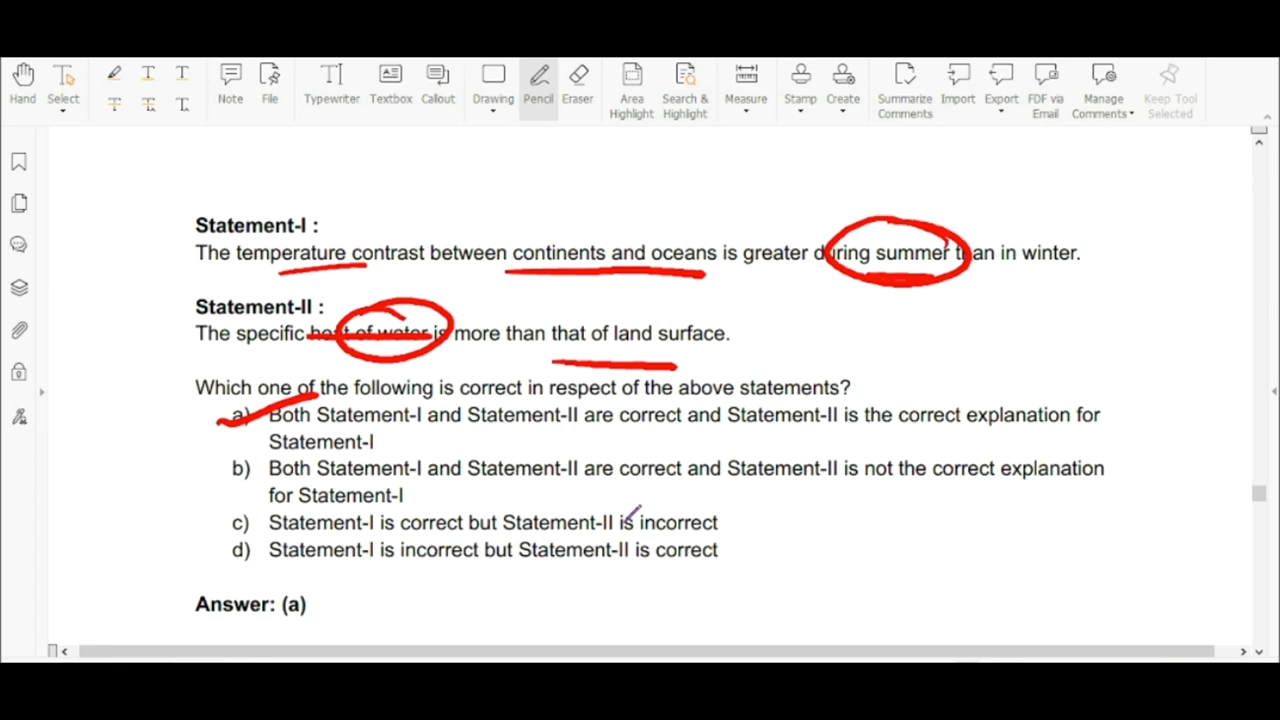 Hand Select Note File Typewriter Textbox Callout Drawing Pencil Eraser Area Highlight Search & Highlight Measure Stamp Create Summarize Comments Import Export FDF via Email Manage Comments Keep Tool Selected
Statement-I :
The temperature contrast between continents and oceans is greater during summer than in winter.
Statement-II :
The specific heat of water is more than that of land surface.
Which one of the following is correct in respect of the above statements?
a) Both Statement-I and Statement-II are correct and Statement-II is the correct explanation for
Statement-I
b) Both Statement-I and Statement-II are correct and Statement-II is not the correct explanation
for Statement-I
c) Statement-I is correct but Statement-II is incorrect
d) Statement-I is incorrect but Statement-II is correct
Answer: (a)